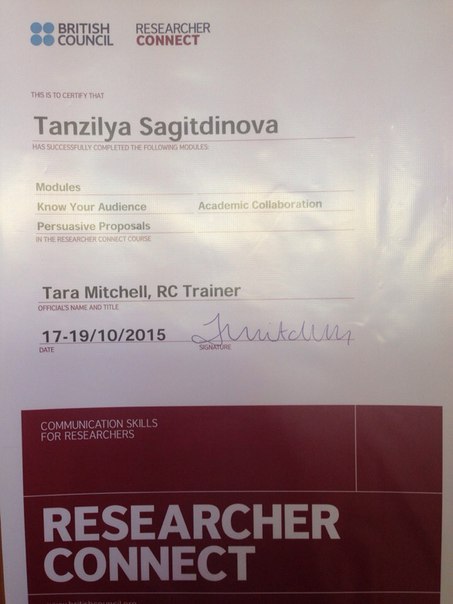 BRITISH COUNCIL
RESEARCHER CONNECT
THIS IS TO CERTIFY THAT
Tanzilya Sagitdinova
HAS SUCCESSFULLY COMPLETED THE FOLLOWING MODULES:
Modules
Know Your Audience Academic Collaboration
Persuasive Proposals
IN THE RESEARCHER CONNECT COURSE
Tara Mitchell, RC Trainer
OFFICIAL'S NAME AND TITLE
17-19/10/2015
DATE SIGNATURE
COMMUNICATION SKILLS
FOR RESEARCHERS
RESEARCHER
CONNECT